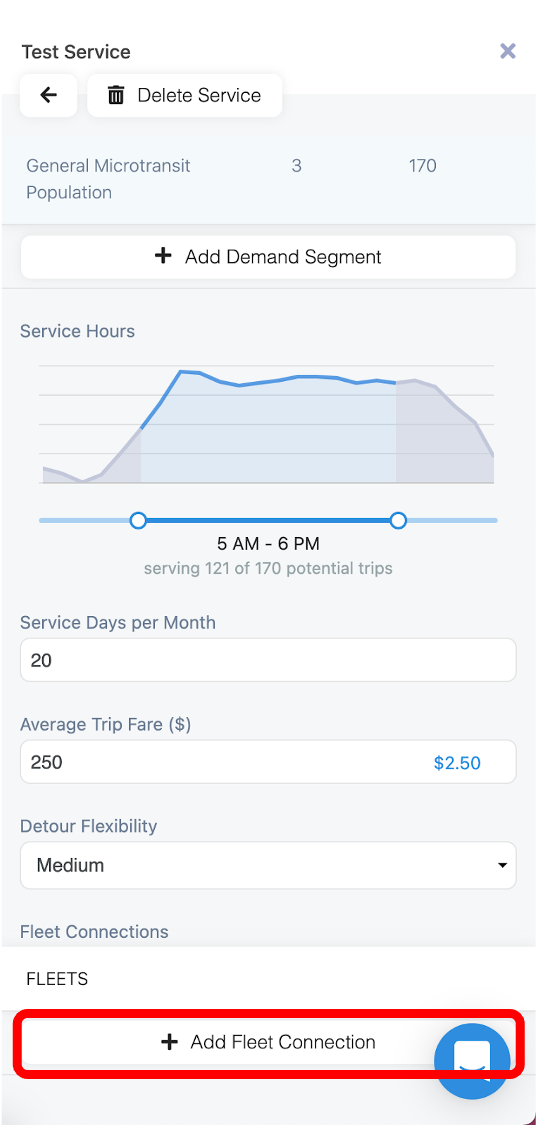 Test Service
Delete Service
General Microtransit 3 170
Population
Add Demand Segment
Service Hours
5 AM - 6 PM
serving 121 of 170 potential trips
Service Days per Month
20
Average Trip Fare ($)
250 $2.50
Detour Flexibility
Medium
Fleet Connections
FLEETS
Add Fleet Connection